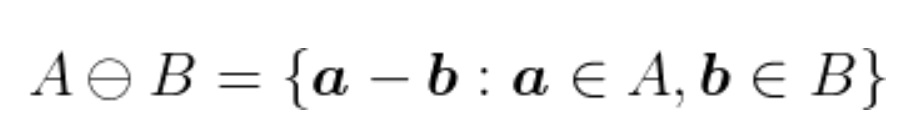 A ⊖ B = {a − b : a ∈ A, b ∈ B}